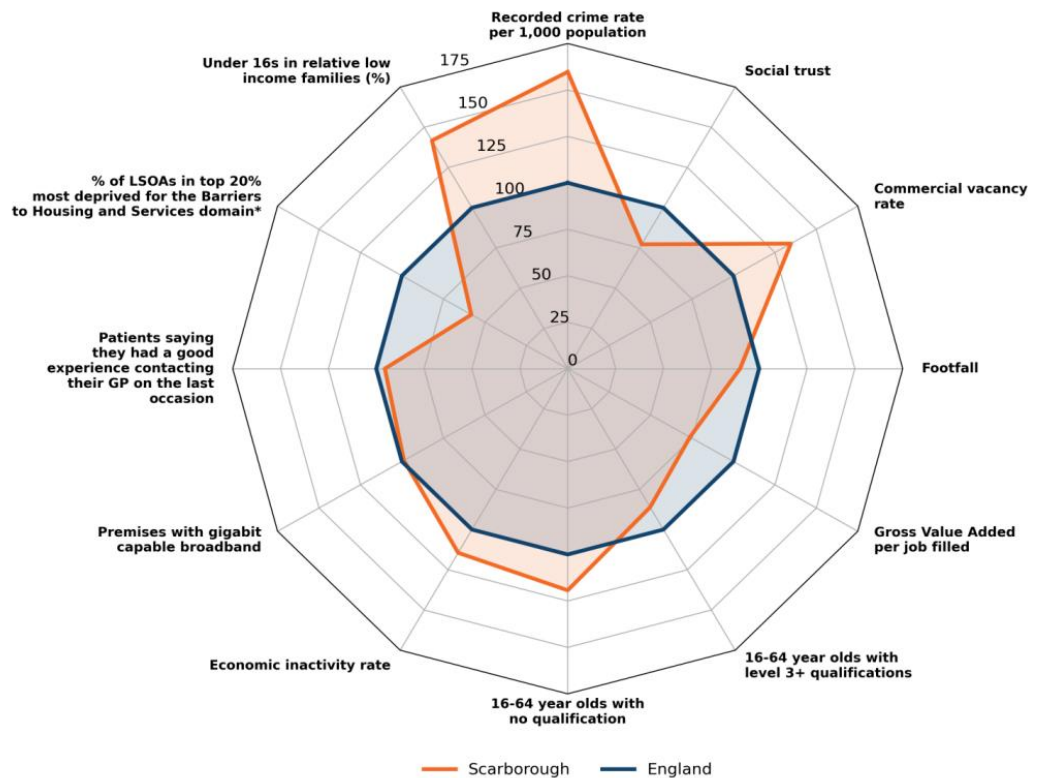 Recorded crime rate
per 1,000 population
Social trust
Commercial vacancy
rate
Footfall
Gross Value Added
per job filled
16-64 year olds with
level 3+ qualifications
16-64 year olds with
no qualification
Economic inactivity rate
Premises with gigabit
capable broadband
Patients saying
they had a good
experience contacting
their GP on the last
occasion
% of LSOAs in top 20%
most deprived for the Barriers
to Housing and Services domain*
Under 16s in relative low
income families (%)
175
150
125
100
75
50
25
0
Scarborough
England